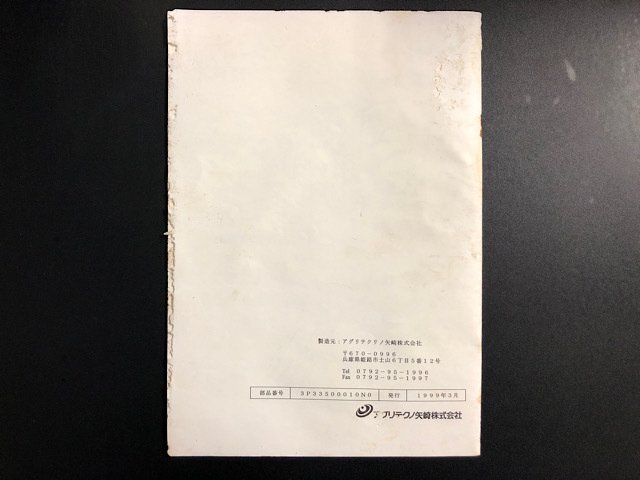 製造元：アグリテクリノ矢崎株式会社
〒670-0996
兵庫県姫路市土山6丁目5番12号
Tel 0792-95-1996
Fax 0792-95-1997
部品番号 3P33500010N0 発行 1999年3月
アグリテクノ矢崎株式会社